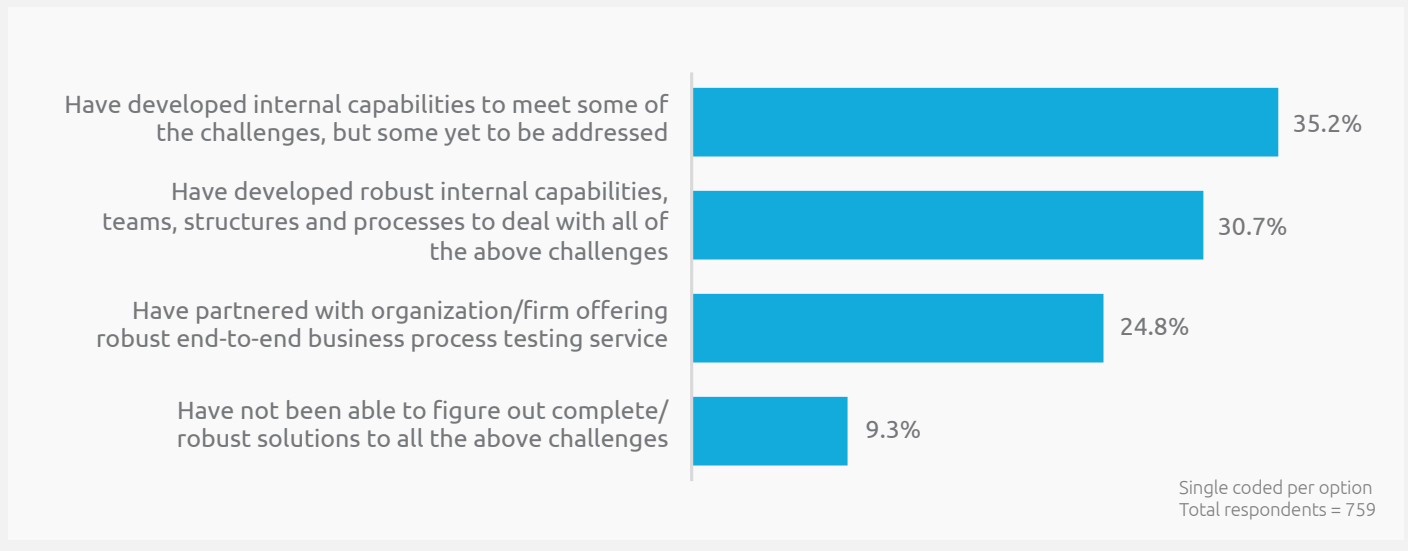 Have developed internal capabilities to meet some of
the challenges, but some yet to be addressed
35.2%
Have developed robust internal capabilities,
teams, structures and processes to deal with all of
the above challenges
30.7%
Have partnered with organization/firm offering
robust end-to-end business process testing service
24.8%
Have not been able to figure out complete/
robust solutions to all the above challenges
9.3%
Single coded per option
Total respondents = 759